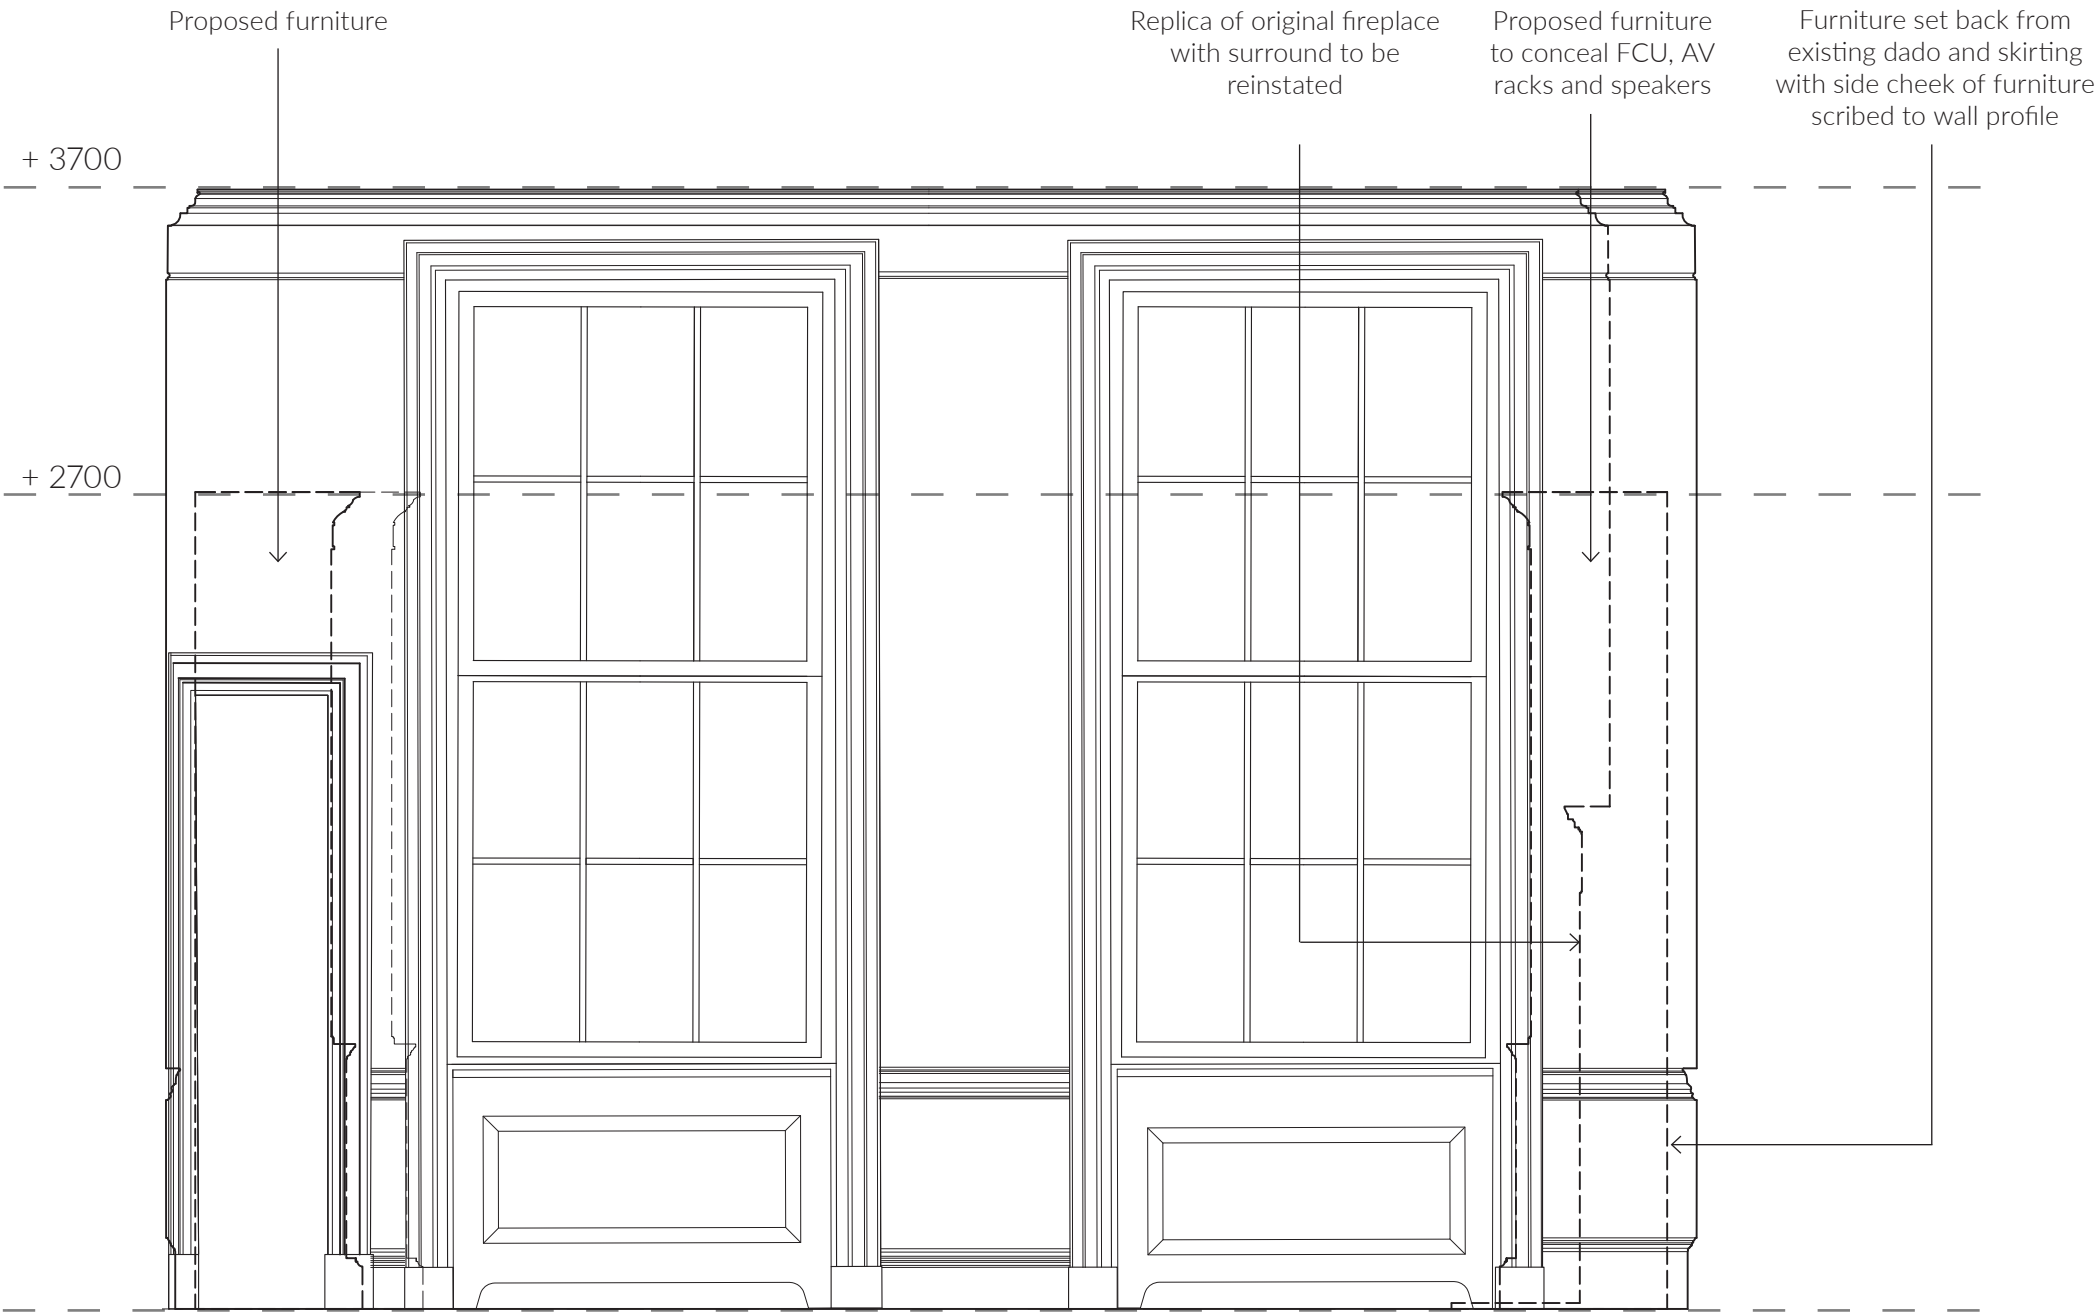 Proposed furniture
Replica of original fireplace
with surround to be
reinstated
Proposed furniture
to conceal FCU, AV
racks and speakers
Furniture set back from
existing dado and skirting
with side cheek of furniture
scribed to wall profile
+ 3700
+ 2700